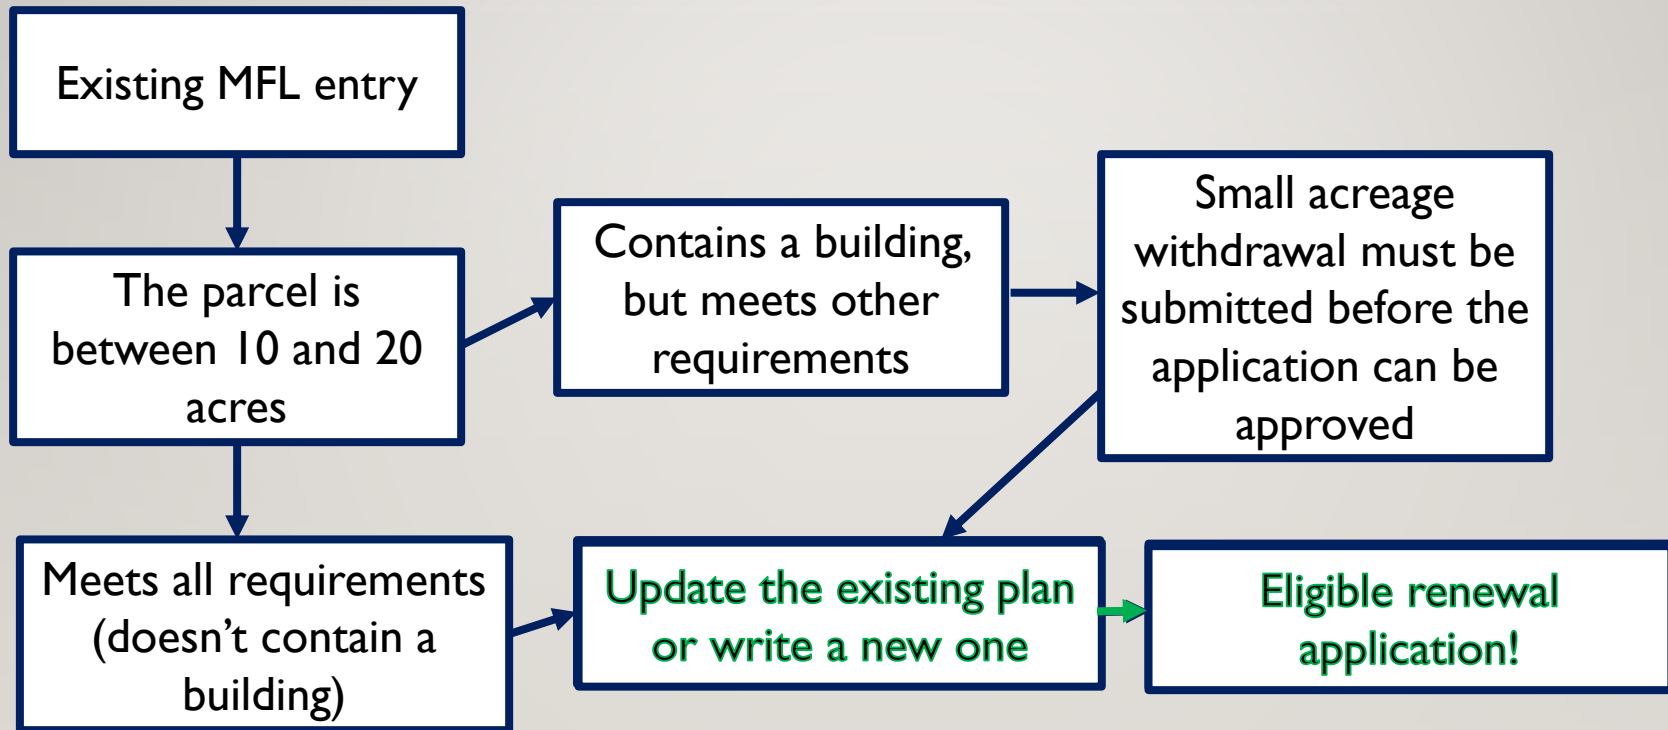 Existing MFL entry
The parcel is
between 10 and 20
acres
Contains a building,
but meets other
requirements
Small acreage
withdrawal must be
submitted before the
application can be
approved
Meets all requirements
(doesn’t contain a
building)
Update the existing plan
or write a new one
Eligible renewal
application!